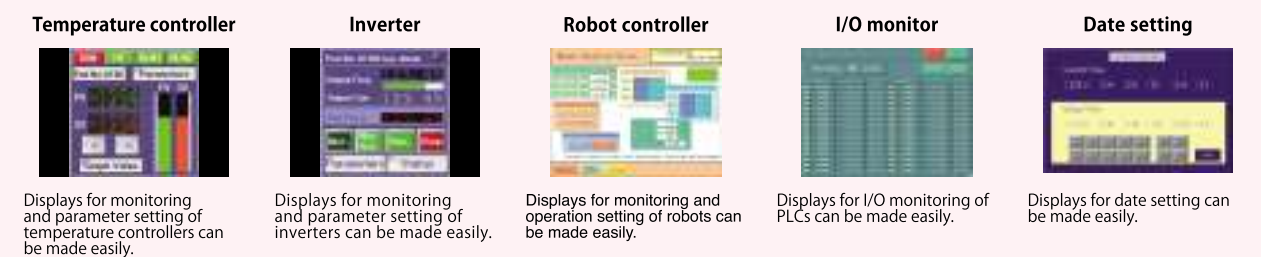 Temperature controller
Inverter
Robot controller
I/O monitor
Date setting
Displays for monitoring
and parameter setting of
temperature controllers can
be made easily.
Displays for monitoring
and parameter setting of
inverters can be made easily.
Displays for monitoring and
operation setting of robots can
be made easily.
Displays for I/O monitoring of
PLCs can be made easily.
Displays for date setting can
be made easily.